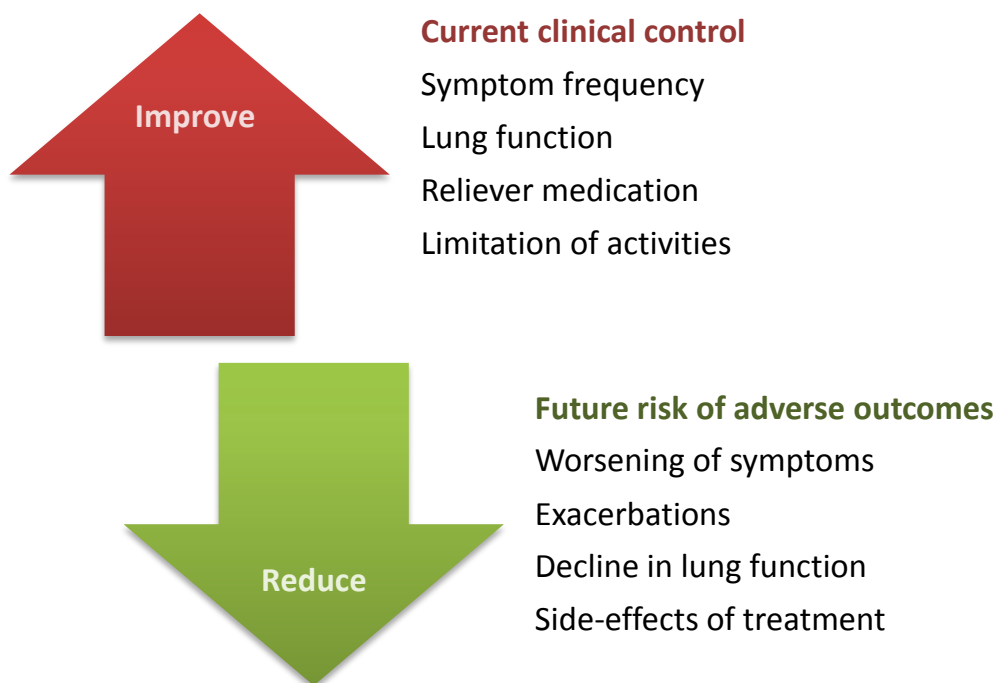 Current clinical control
Improve
Symptom frequency
Lung function
Reliever medication
Limitation of activities
Future risk of adverse outcomes
Worsening of symptoms
Exacerbations
Decline in lung function
Reduce
Side-effects of treatment